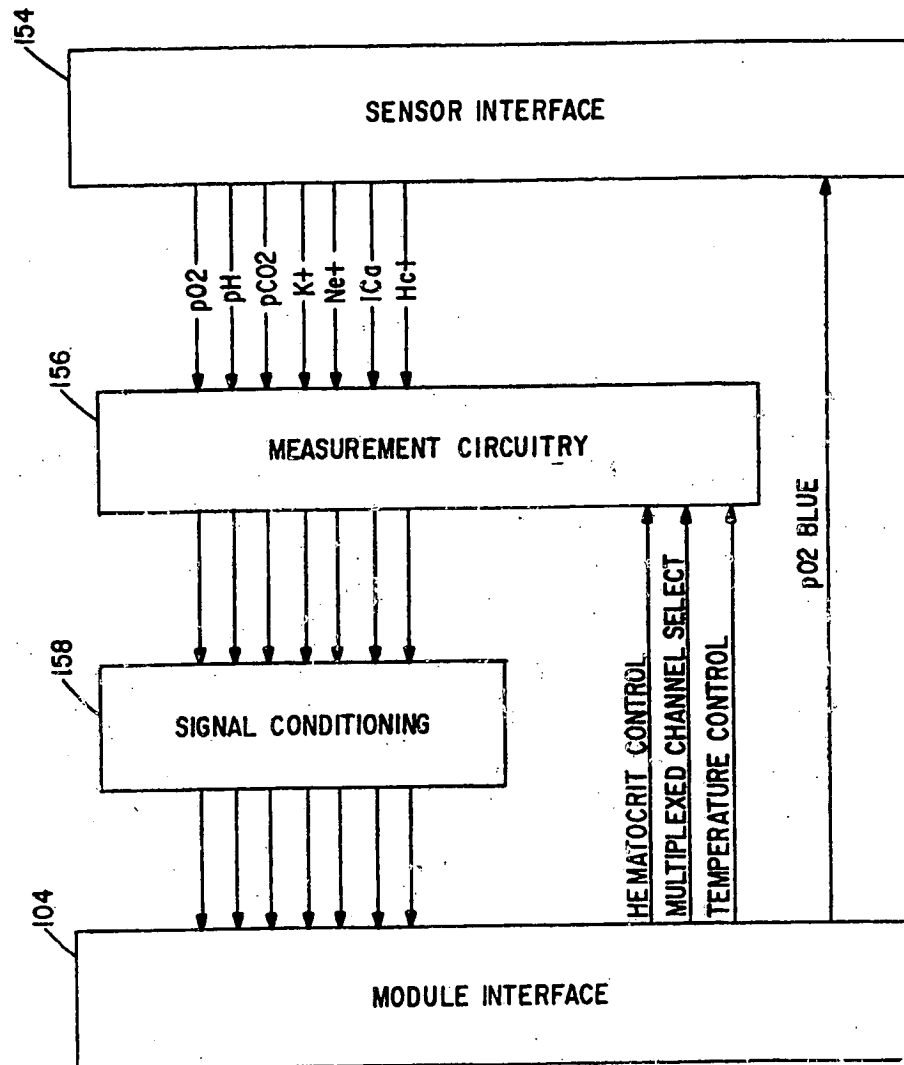 154
SENSOR INTERFACE
pO2
pH
pCO2
K+
Ne+
ICa
Hc+
156
MEASUREMENT CIRCUITRY
pO2 BLUE
158
SIGNAL CONDITIONING
HEMATOCRIT CONTROL
MULTIPLEXED CHANNEL SELECT
TEMPERATURE CONTROL
104
MODULE INTERFACE